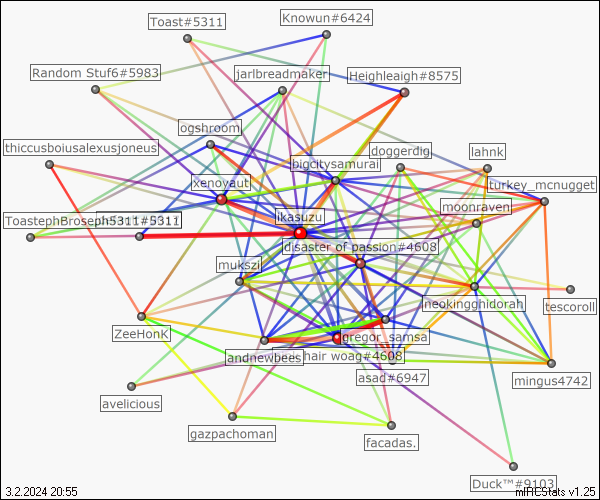 Toast#5311
Knowun#6424
Random Stuf6#5983
jarlbreadmaker
Heighleaigh#8575
ogshroom
doggerdig.
thiccusboiusalexusjoneus
bigcitysamurai
lahnk
xenoyaut
turkey_mcnugget
moonraven
ikasuzu
ToastephBroseph5311#5311
disaster of passion#4608
mukszi
neokingghidorah
tescoroll
ZeeHonk
gregor_samsa
andnewbees
hair woag#4608
asad#6947
mingus4742
avelicious
gazpachoman
facadas.
Duck™#9103
3.2.2024 20:55
mIRCStats v1.25